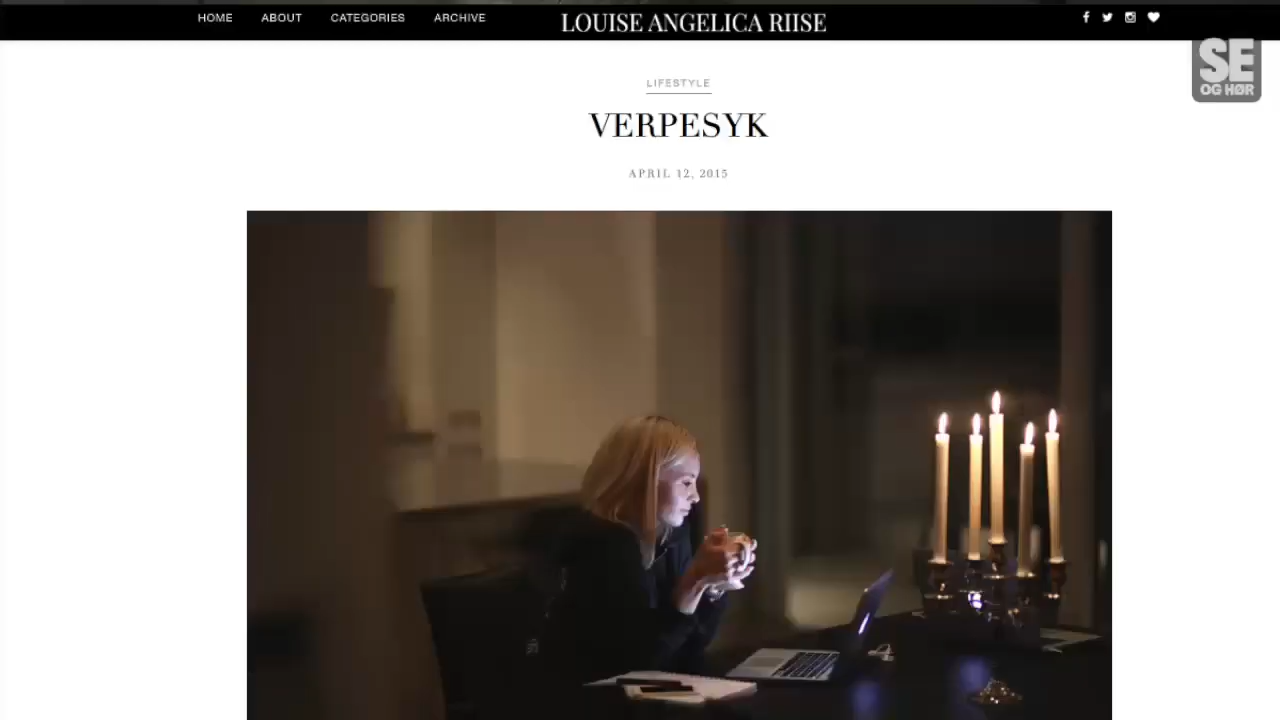 HOME ABOUT CATEGORIES ARCHIVE LOUISE ANGELICA RIISE
SE
OG HØR
LIFESTYLE
VERPESYK
APRIL 12, 2015